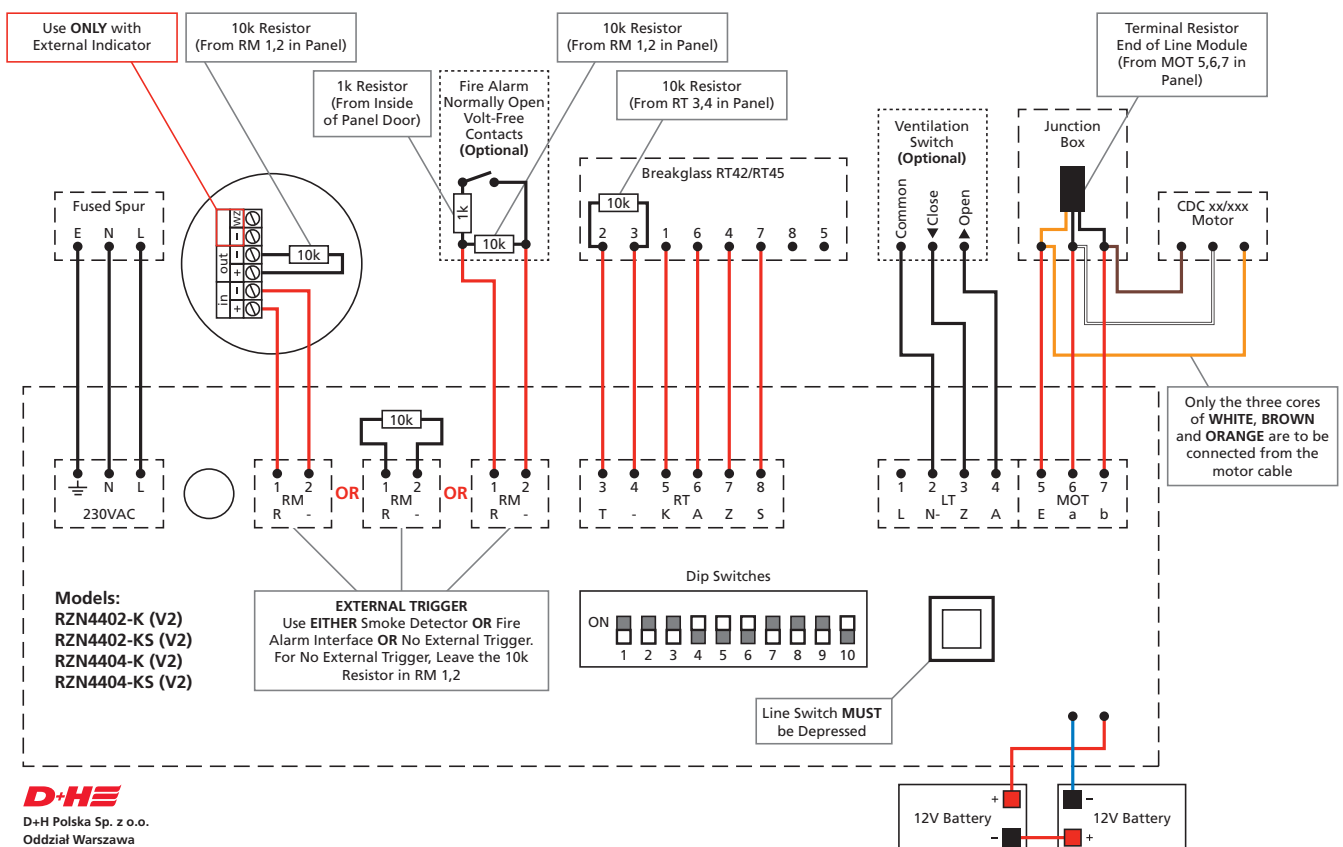 Use ONLY with
External Indicator
10k Resistor
(From RM 1,2 in Panel)
1k Resistor
(From Inside
of Panel Door)
Fire Alarm
Normally Open
Volt-Free
Contacts
(Optional)
10k Resistor
(From RM 1,2 in Panel)
10k Resistor
(From RT 3,4 in Panel)
Ventilation
Switch
(Optional)
Common
◀Close
▶Open
Junction
Box
Terminal Resistor
End of Line Module
(From MOT 5,6,7 in
Panel)
Fused Spur
E N L
WZ
-
- out
+
- in
+
10k
1k
10k
Breakglass RT42/RT45
10k
2 3 1 6 4 7 8 5
CDC xx/xxx
Motor
Only the three cores
of WHITE, BROWN
and ORANGE are to be
connected from the
motor cable
N L
230VAC
1 2
RM
R -
OR
10k
1 2
RM
R -
OR
1 2
RM
R -
3 4 5 6 7 8
RT
T - K A Z S
1 2 3 4
LT
L N- Z A
5 6 7
MOT
E a b
Models:
RZN4402-K (V2)
RZN4402-KS (V2)
RZN4404-K (V2)
RZN4404-KS (V2)
EXTERNAL TRIGGER
Use EITHER Smoke Detector OR Fire
Alarm Interface OR No External Trigger.
For No External Trigger, Leave the 10k
Resistor in RM 1,2
Dip Switches
ON
1 2 3 4 5 6 7 8 9 10
Line Switch MUST
be Depressed
+ -
12V Battery
- +
12V Battery
D+H
D+H Polska Sp. z o.o.
Oddział Warszawa